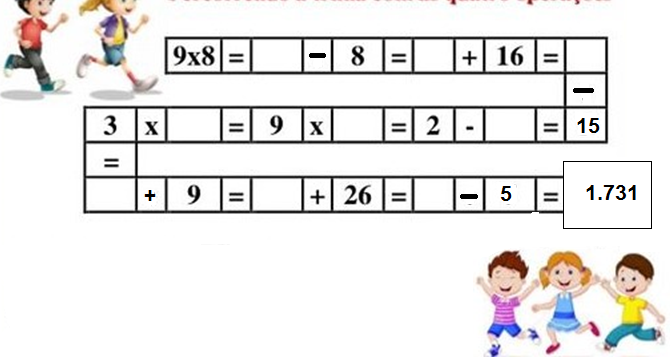 9x8 = − 8 = + 16 =
−
3 x = 9 x = 2 - = 15
=
+ 9 = + 26 = − 5 = 1.731